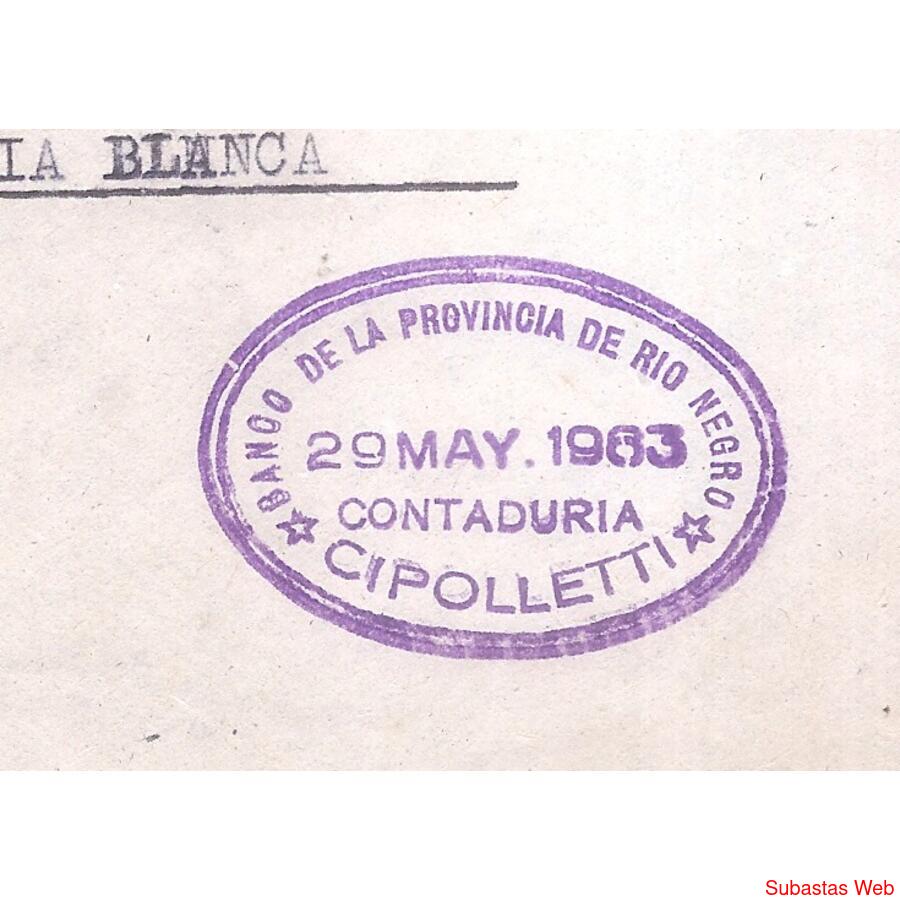 IA BLANCA
BANCO DE LA PROVINCIA DE RIO NEGRO
29 MAY. 1963
CONTADURIA
CIPOLLETTI
Subastas Web